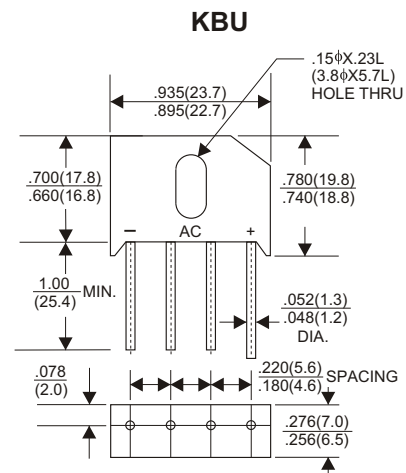 KBU
.15ϕX.23L
(3.8ϕX5.7L)
HOLE THRU
.935(23.7)
.895(22.7)
.700(17.8)
.660(16.8)
.780(19.8)
.740(18.8)
− AC +
1.00
(25.4)
MIN.
.052(1.3)
.048(1.2)
DIA.
.078
(2.0)
.220(5.6)
.180(4.6)
SPACING
.276(7.0)
.256(6.5)